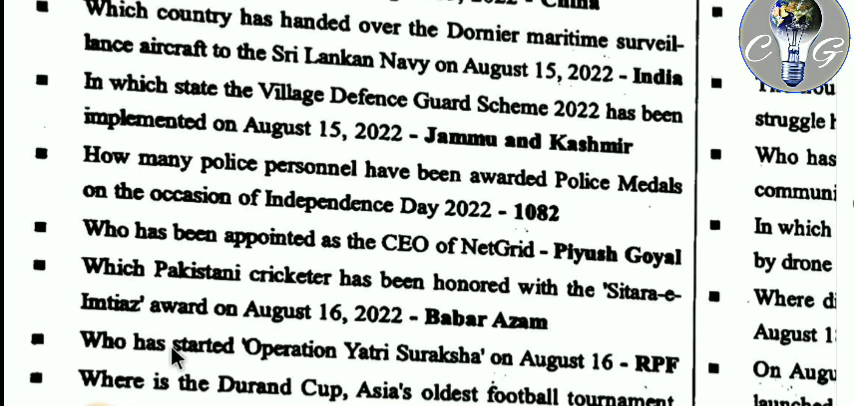 2022 - China
■ Which country has handed over the Dornier maritime surveil-
lance aircraft to the Sri Lankan Navy on August 15, 2022 - India
■ In which state the Village Defence Guard Scheme 2022 has been
implemented on August 15, 2022 - Jammu and Kashmir
■ How many police personnel have been awarded Police Medals
on the occasion of Independence Day 2022 - 1082
■ Who has been appointed as the CEO of NetGrid - Piyush Goyal
■ Which Pakistani cricketer has been honored with the 'Sitara-e-
Imtiaz' award on August 16, 2022 - Babar Azam
■ Who has started 'Operation Yatri Suraksha' on August 16 - RPF
■ Where is the Durand Cup, Asia's oldest football tournament
C G
struggle h
■ Who has
communi
■ In which
by drone
■ Where di
August 1
■ On Augu
launched